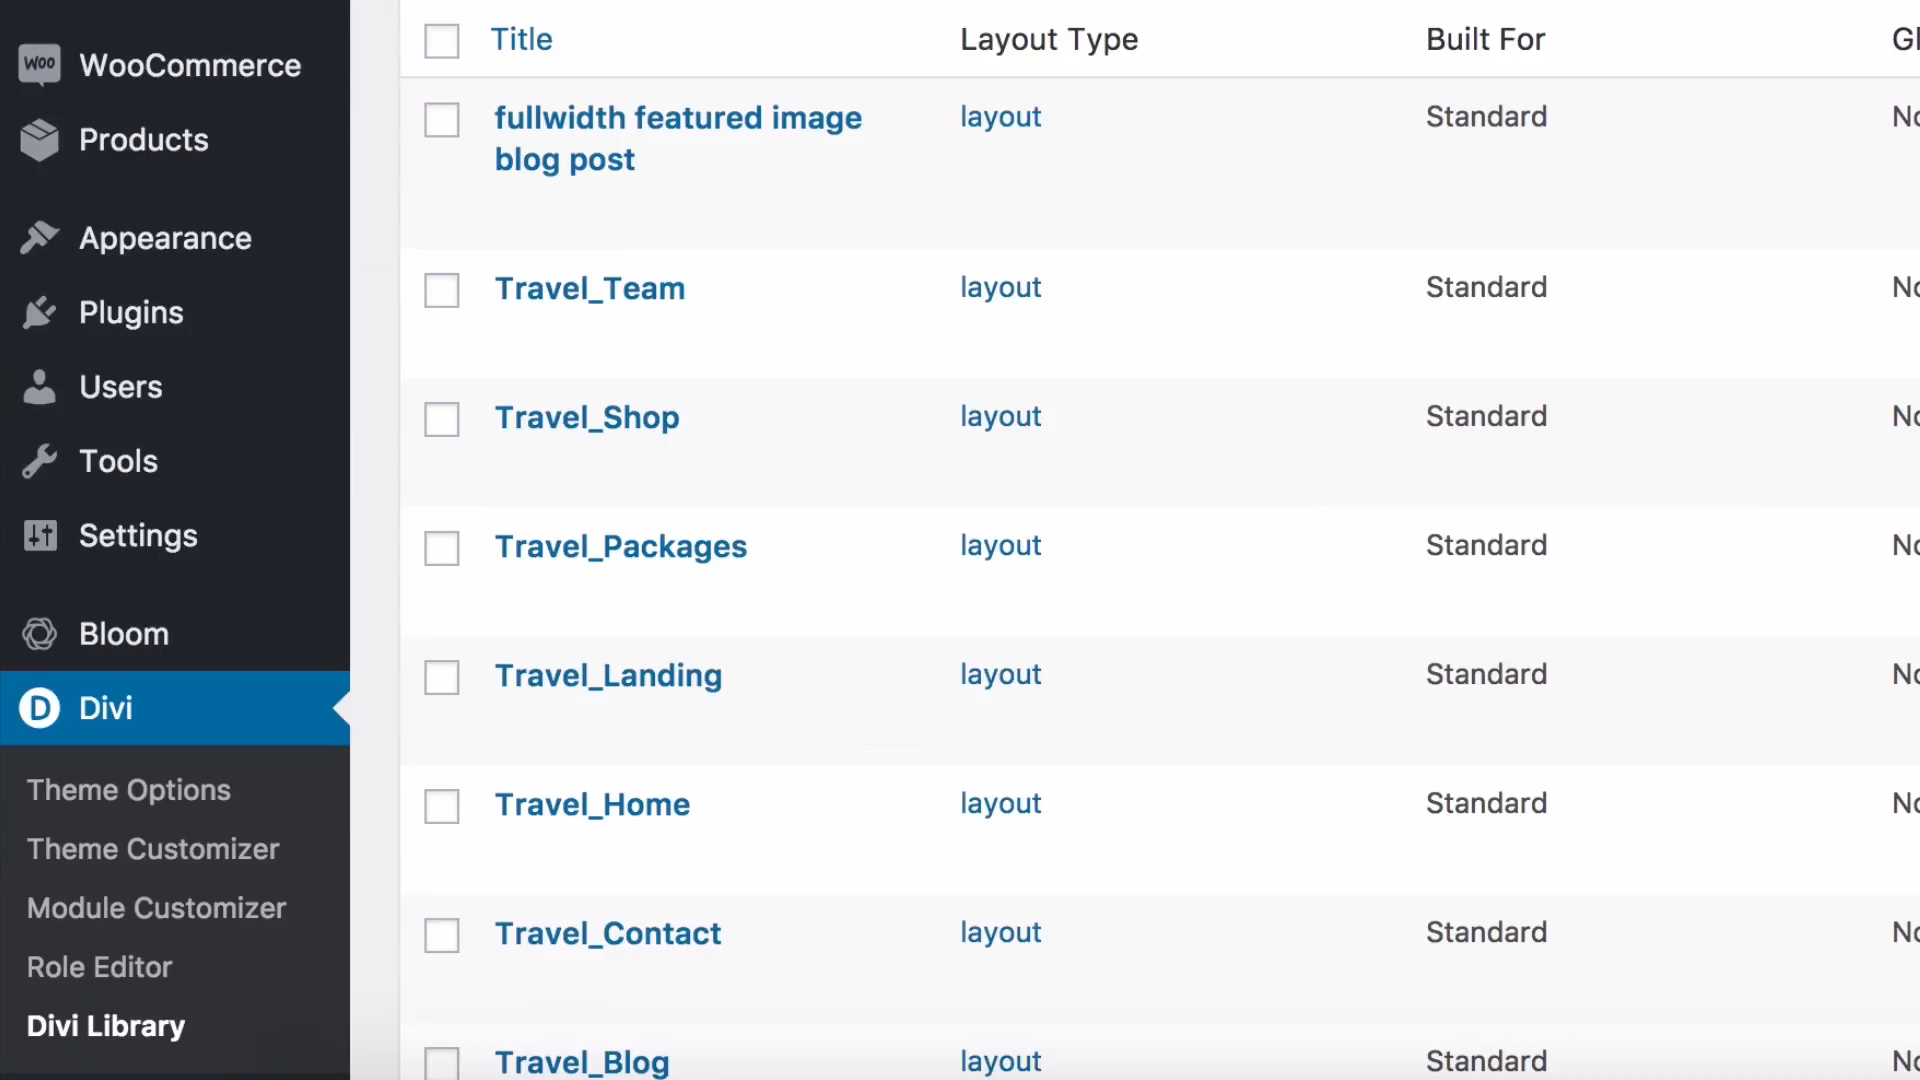 WOO WooCommerce
Products
Appearance
Plugins
Users
Tools
Settings
Bloom
D Divi
Theme Options
Theme Customizer
Module Customizer
Role Editor
Divi Library
Title Layout Type Built For
fullwidth featured image layout Standard
blog post
Travel_Team layout Standard
Travel_Shop layout Standard
Travel_Packages layout Standard
Travel_Landing layout Standard
Travel_Home layout Standard
Travel_Contact layout Standard
Travel_Blog layout Standard